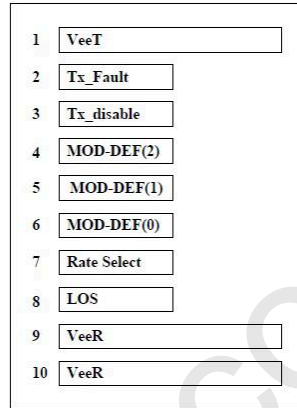 1 VeeT
2 Tx_Fault
3 Tx_disable
4 MOD-DEF(2)
5 MOD-DEF(1)
6 MOD-DEF(0)
7 Rate Select
8 LOS
9 VeeR
10 VeeR